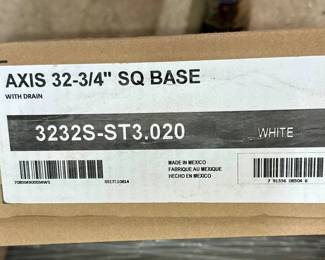 AXIS 32-3/4" SQ BASE
WITH DRAIN
3232S-ST3.020 WHITE
MADE IN MEXICO
FABRIQUE AU MEXIQUE
HECHO EN MEXICO